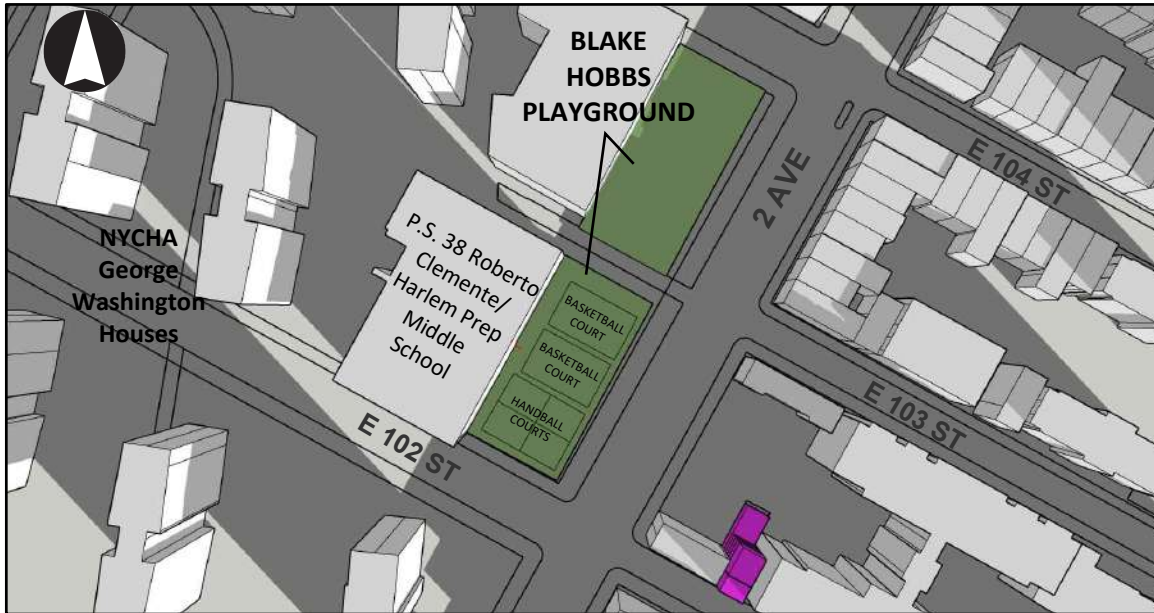 BLAKE
HOBBS
PLAYGROUND
E 104 ST
2 AVE
P.S. 38 Roberto
Clemente/
Harlem Prep
Middle
School
NYCHA
George
Washington
Houses
BASKETBALL
COURT
BASKETBALL
COURT
HANDBALL
COURTS
E 103 ST
E 102 ST